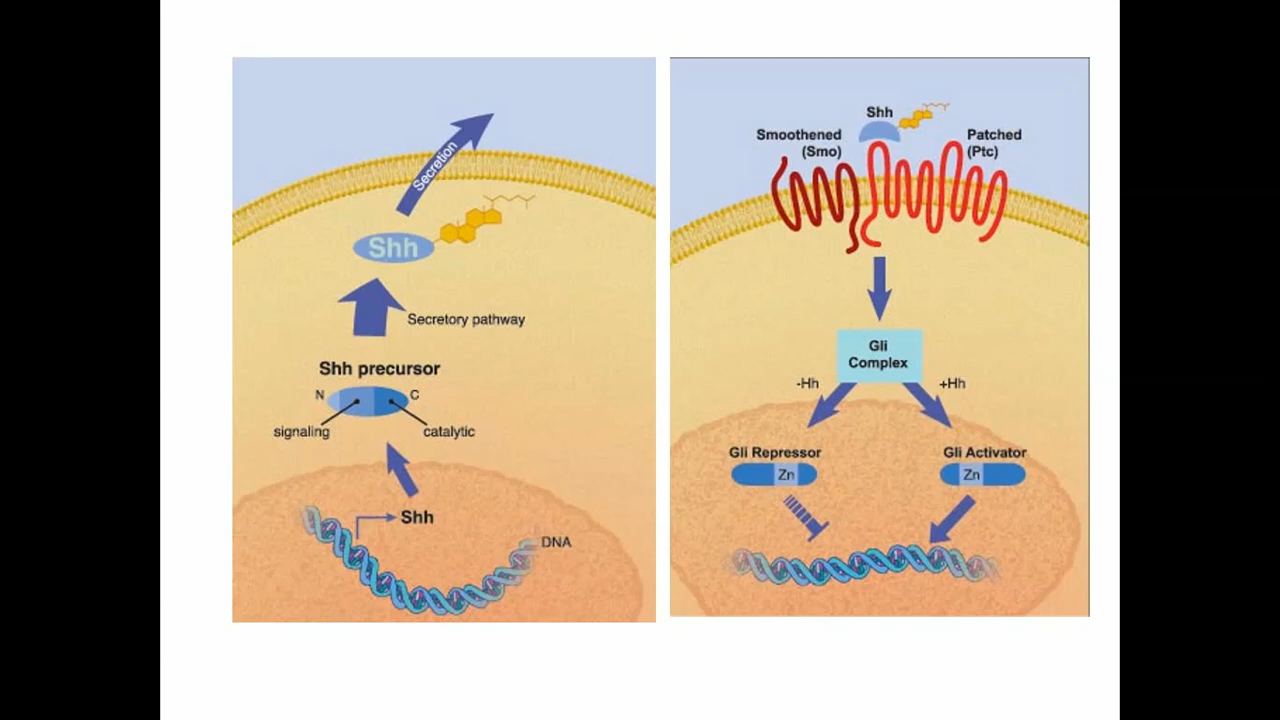 Secretion
Shh
Secretory pathway
Shh precursor
N
C
signaling
catalytic
Shh
DNA
Shh
Smoothened
(Smo)
Patched
(Ptc)
Gli
Complex
-Hh
+Hh
Gli Repressor
Gli Activator
Zn
Zn